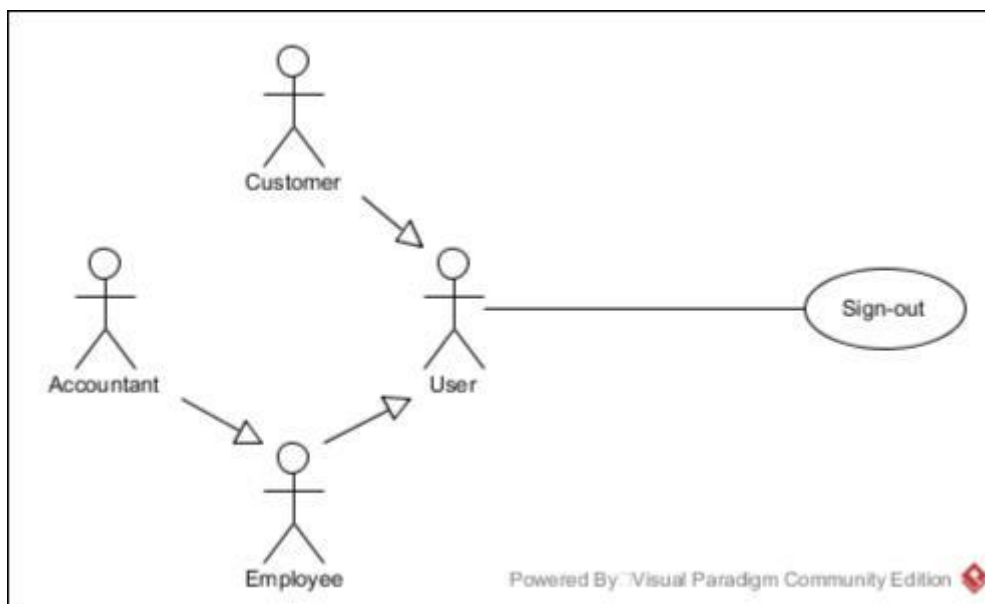 Customer
Accountant
User
Sign-out
Employee
Powered By Visual Paradigm Community Edition